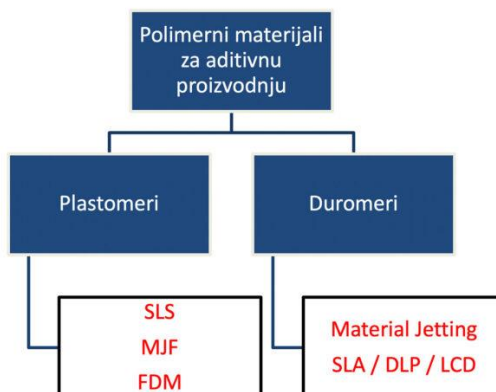 Polimerni materijali
za aditivnu
proizvodnju
Plastomeri
Duromeri
SLS
MJF
FDM
Material Jetting
SLA / DLP / LCD